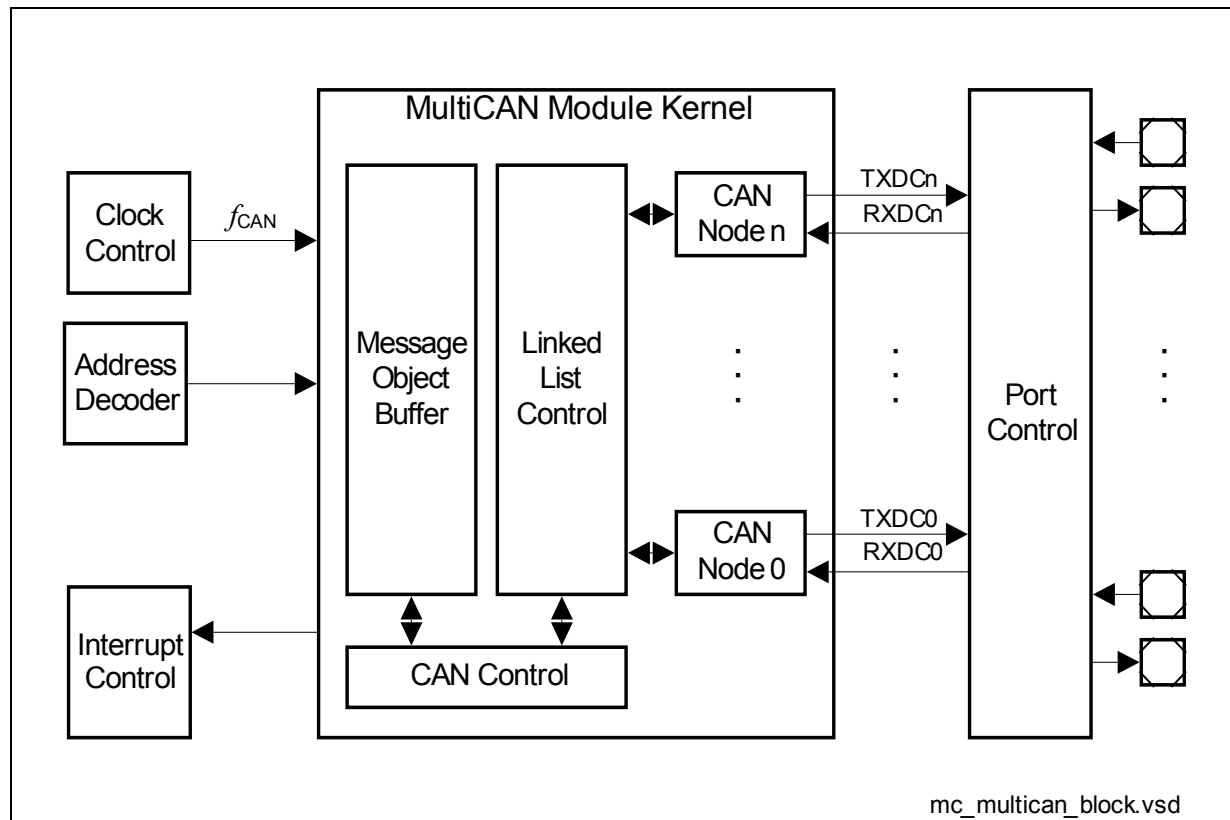 MultiCAN Module Kernel
Clock
Control
fCAN
Address
Decoder
Interrupt
Control
Message
Object
Buffer
Linked
List
Control
CAN Control
CAN
Node n
CAN
Node 0
TXDCn
RXDCn
TXDC0
RXDC0
Port
Control
mc_multican_block.vsd